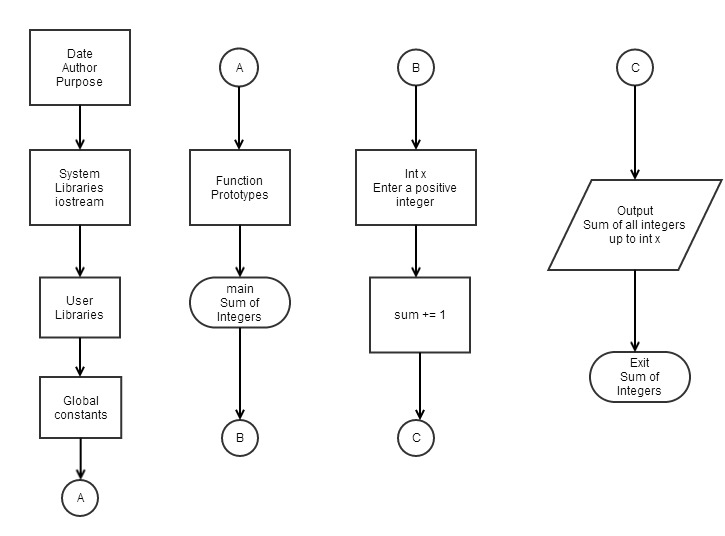 Date
Author
Purpose
System
Libraries
iostream
User
Libraries
Global
constants
A
A
Function
Prototypes
main
Sum of
Integers
B
B
Int x
Enter a positive
integer
sum += 1
C
C
Output
Sum of all integers
up to int x
Exit
Sum of
Integers